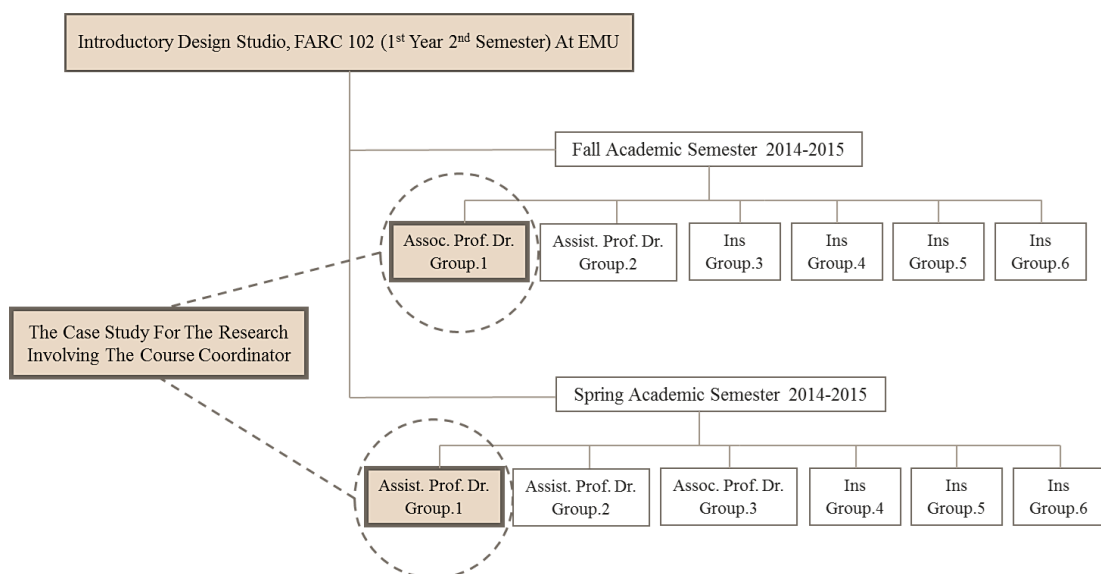 Introductory Design Studio, FARC 102 (1st Year 2nd Semester) At EMU
Fall Academic Semester 2014-2015
Assoc. Prof. Dr.
Group.1
Assist. Prof. Dr.
Group.2
Ins
Group.3
Ins
Group.4
Ins
Group.5
Ins
Group.6
The Case Study For The Research
Involving The Course Coordinator
Spring Academic Semester 2014-2015
Assist. Prof. Dr.
Group.1
Assist. Prof. Dr.
Group.2
Assoc. Prof. Dr.
Group.3
Ins
Group.4
Ins
Group.5
Ins
Group.6